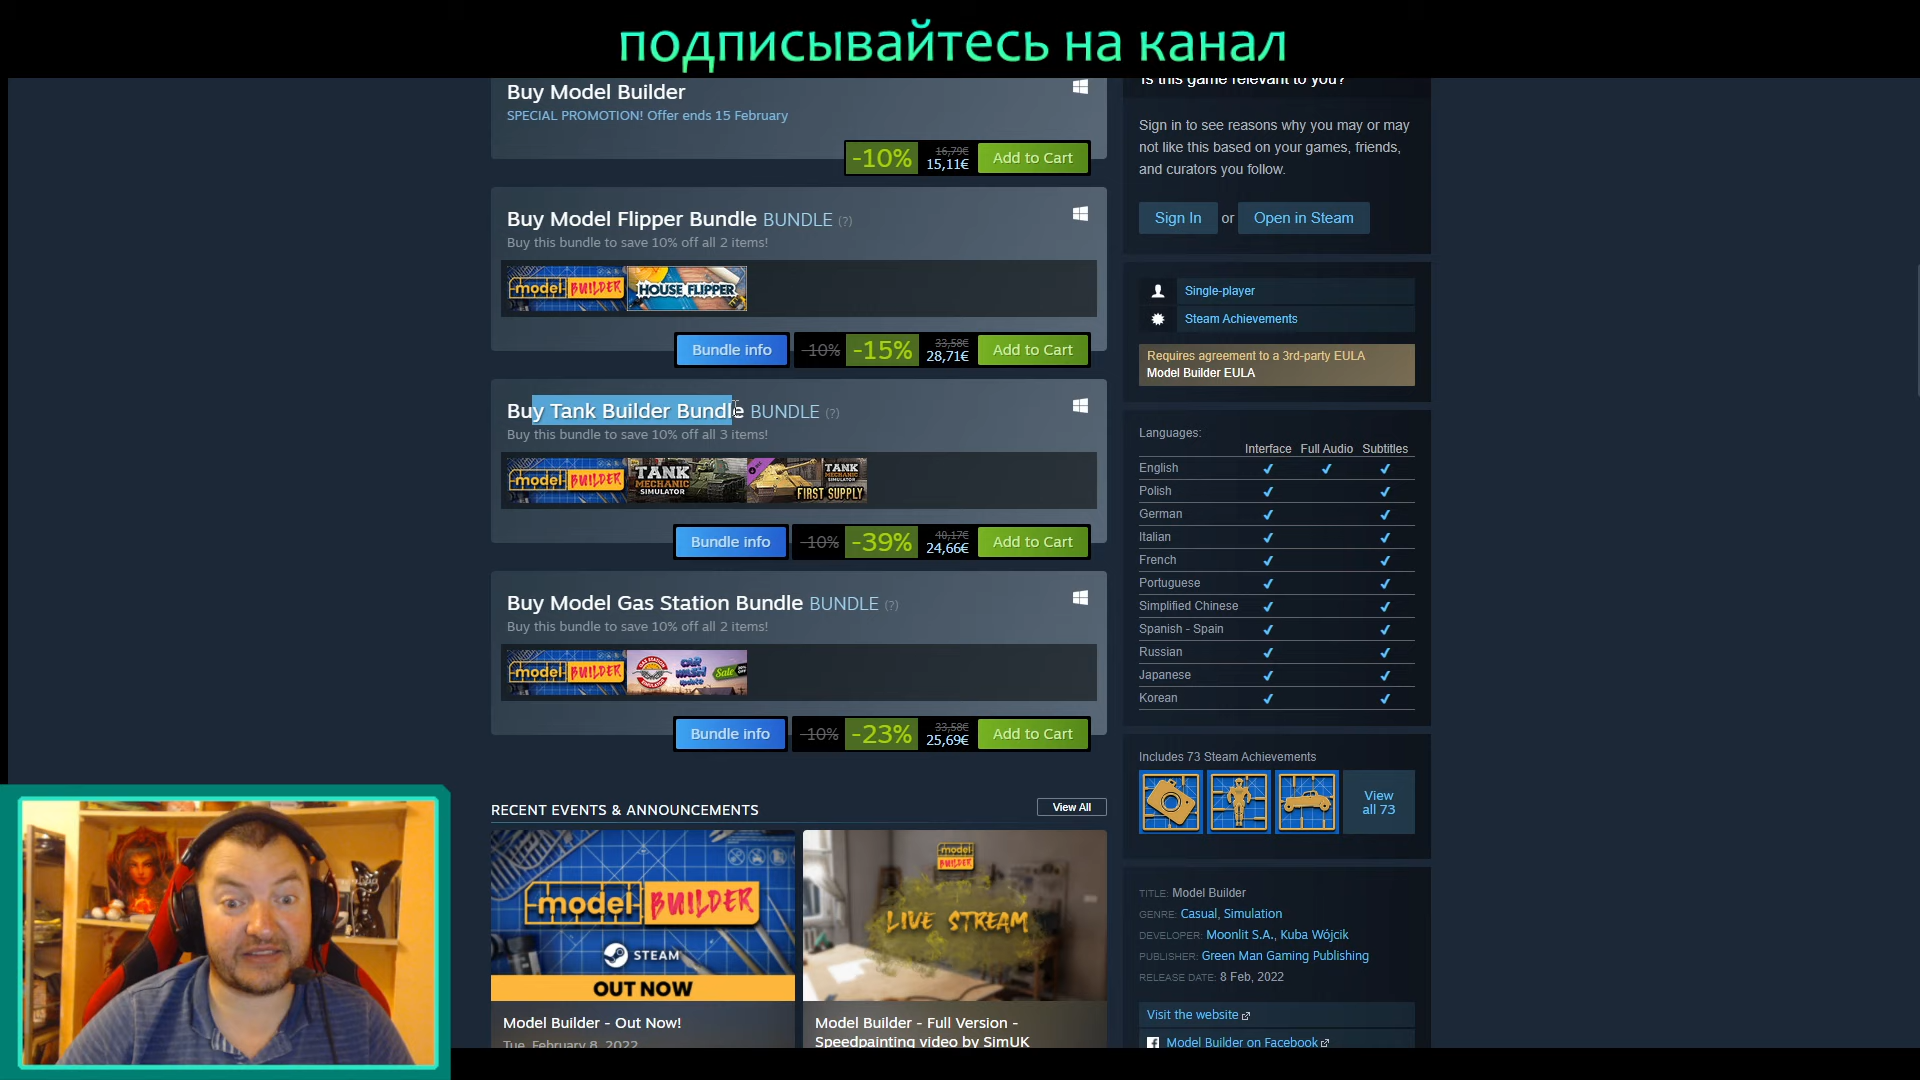 подписывайтесь на канал
Buy Model Builder
SPECIAL PROMOTION! Offer ends 15 February
-10% 16,79€ 15,11€ Add to Cart
Buy Model Flipper Bundle BUNDLE (?)
Buy this bundle to save 10% off all 2 items!
model BUILDER HOUSE FLIPPER
Bundle info -10% -15% 33,58€ 28,71€ Add to Cart
Buy Tank Builder Bundle BUNDLE (?)
Buy this bundle to save 10% off all 3 items!
model BUILDER TANK MECHANIC SIMULATOR TANK MECHANIC SIMULATOR FIRST SUPPLY
Bundle info -10% -39% 40,17€ 24,66€ Add to Cart
Buy Model Gas Station Bundle BUNDLE (?)
Buy this bundle to save 10% off all 2 items!
model BUILDER GAS STATION SIMULATOR CAR WASH update Sale
Bundle info -10% -23% 33,58€ 25,69€ Add to Cart
RECENT EVENTS & ANNOUNCEMENTS View All
model BUILDER
STEAM
OUT NOW
Model Builder - Out Now!
Tue, February 8, 2022
model BUILDER
LIVE STREAM
Model Builder - Full Version -
Speedpainting video by SimUK
Is this game relevant to you?
Sign in to see reasons why you may or may
not like this based on your games, friends,
and curators you follow.
Sign In or Open in Steam
Single-player
Steam Achievements
Requires agreement to a 3rd-party EULA
Model Builder EULA
Languages:
Interface Full Audio Subtitles
English ✔ ✔ ✔
Polish ✔ ✔
German ✔ ✔
Italian ✔ ✔
French ✔ ✔
Portuguese ✔ ✔
Simplified Chinese ✔ ✔
Spanish - Spain ✔ ✔
Russian ✔ ✔
Japanese ✔ ✔
Korean ✔ ✔
Includes 73 Steam Achievements
View
all 73
TITLE: Model Builder
GENRE: Casual, Simulation
DEVELOPER: Moonlit S.A., Kuba Wójcik
PUBLISHER: Green Man Gaming Publishing
RELEASE DATE: 8 Feb, 2022
Visit the website
Model Builder on Facebook